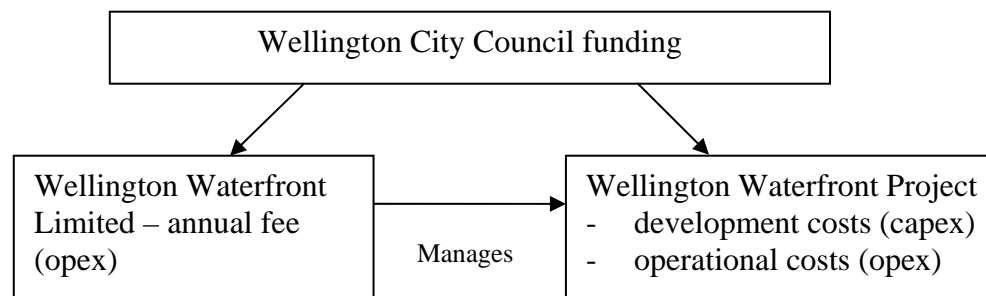 Wellington City Council funding
Wellington Waterfront
Limited – annual fee
(opex)
Manages
Wellington Waterfront Project
- development costs (capex)
- operational costs (opex)